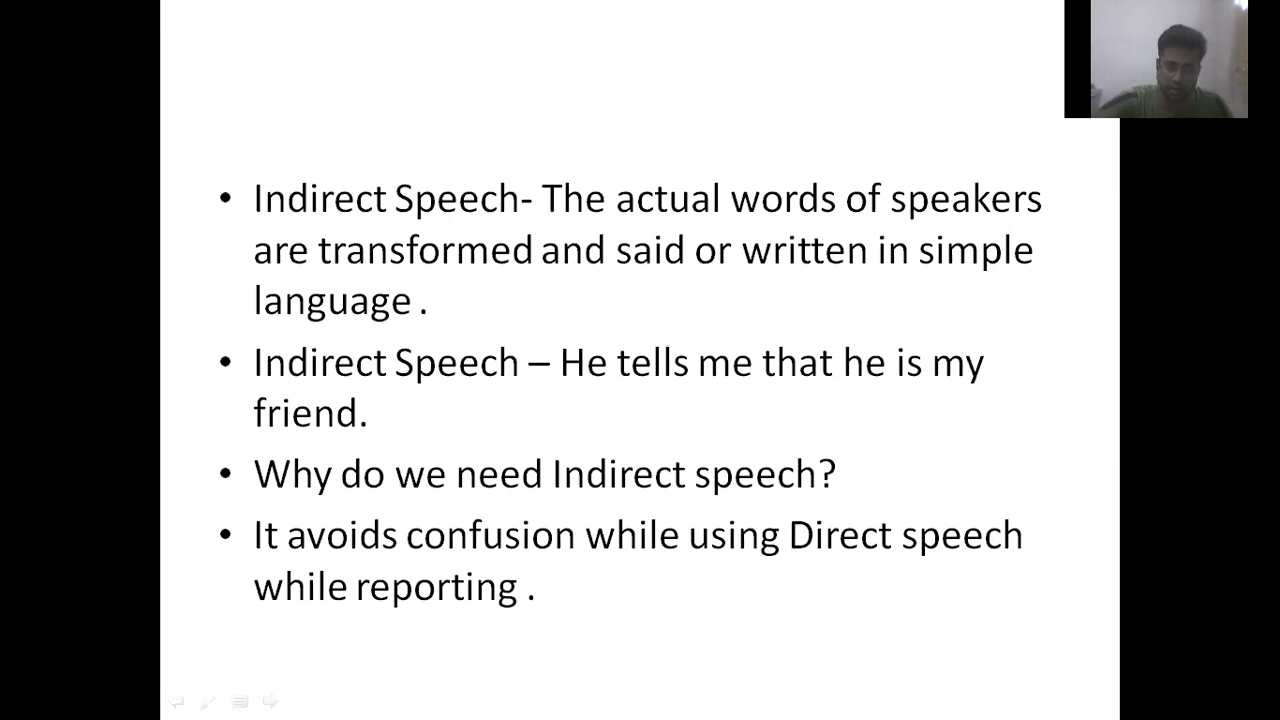 • Indirect Speech- The actual words of speakers
are transformed and said or written in simple
language .
• Indirect Speech – He tells me that he is my
friend.
• Why do we need Indirect speech?
• It avoids confusion while using Direct speech
while reporting .